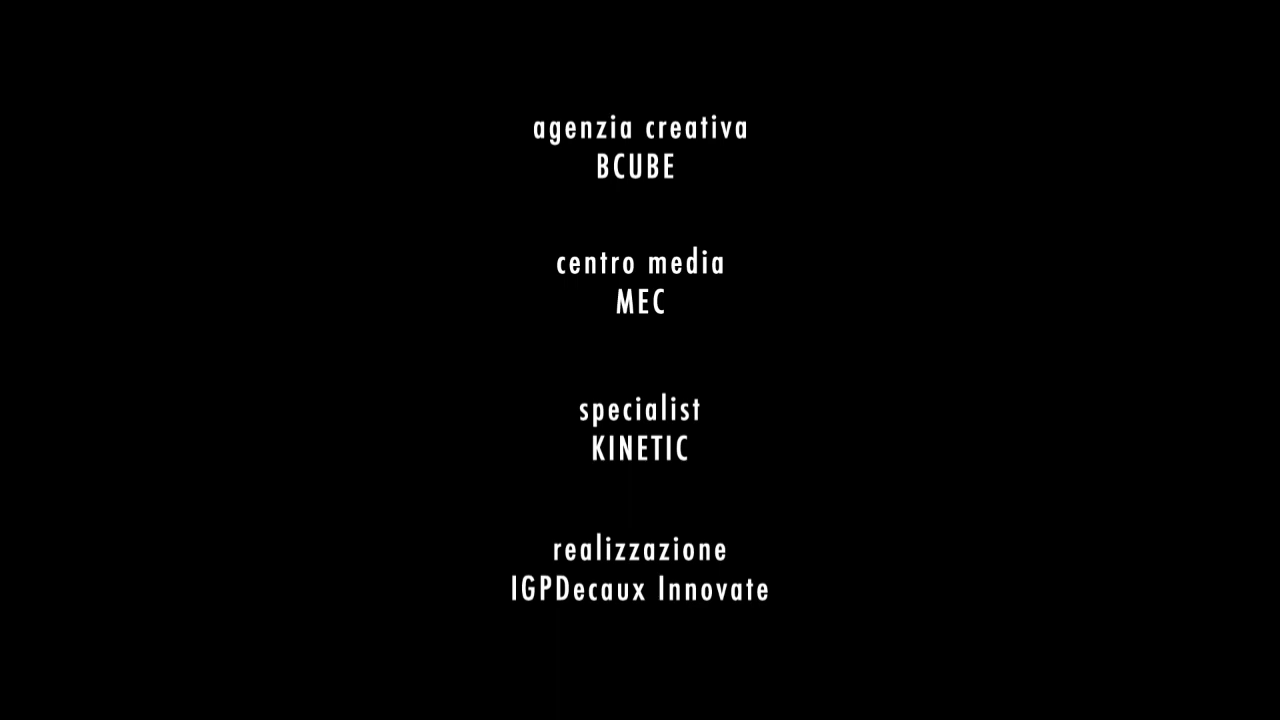 agenzia creativa
BCUBE
centro media
MEC
specialist
KINETIC
realizzazione
IGPDecaux Innovate